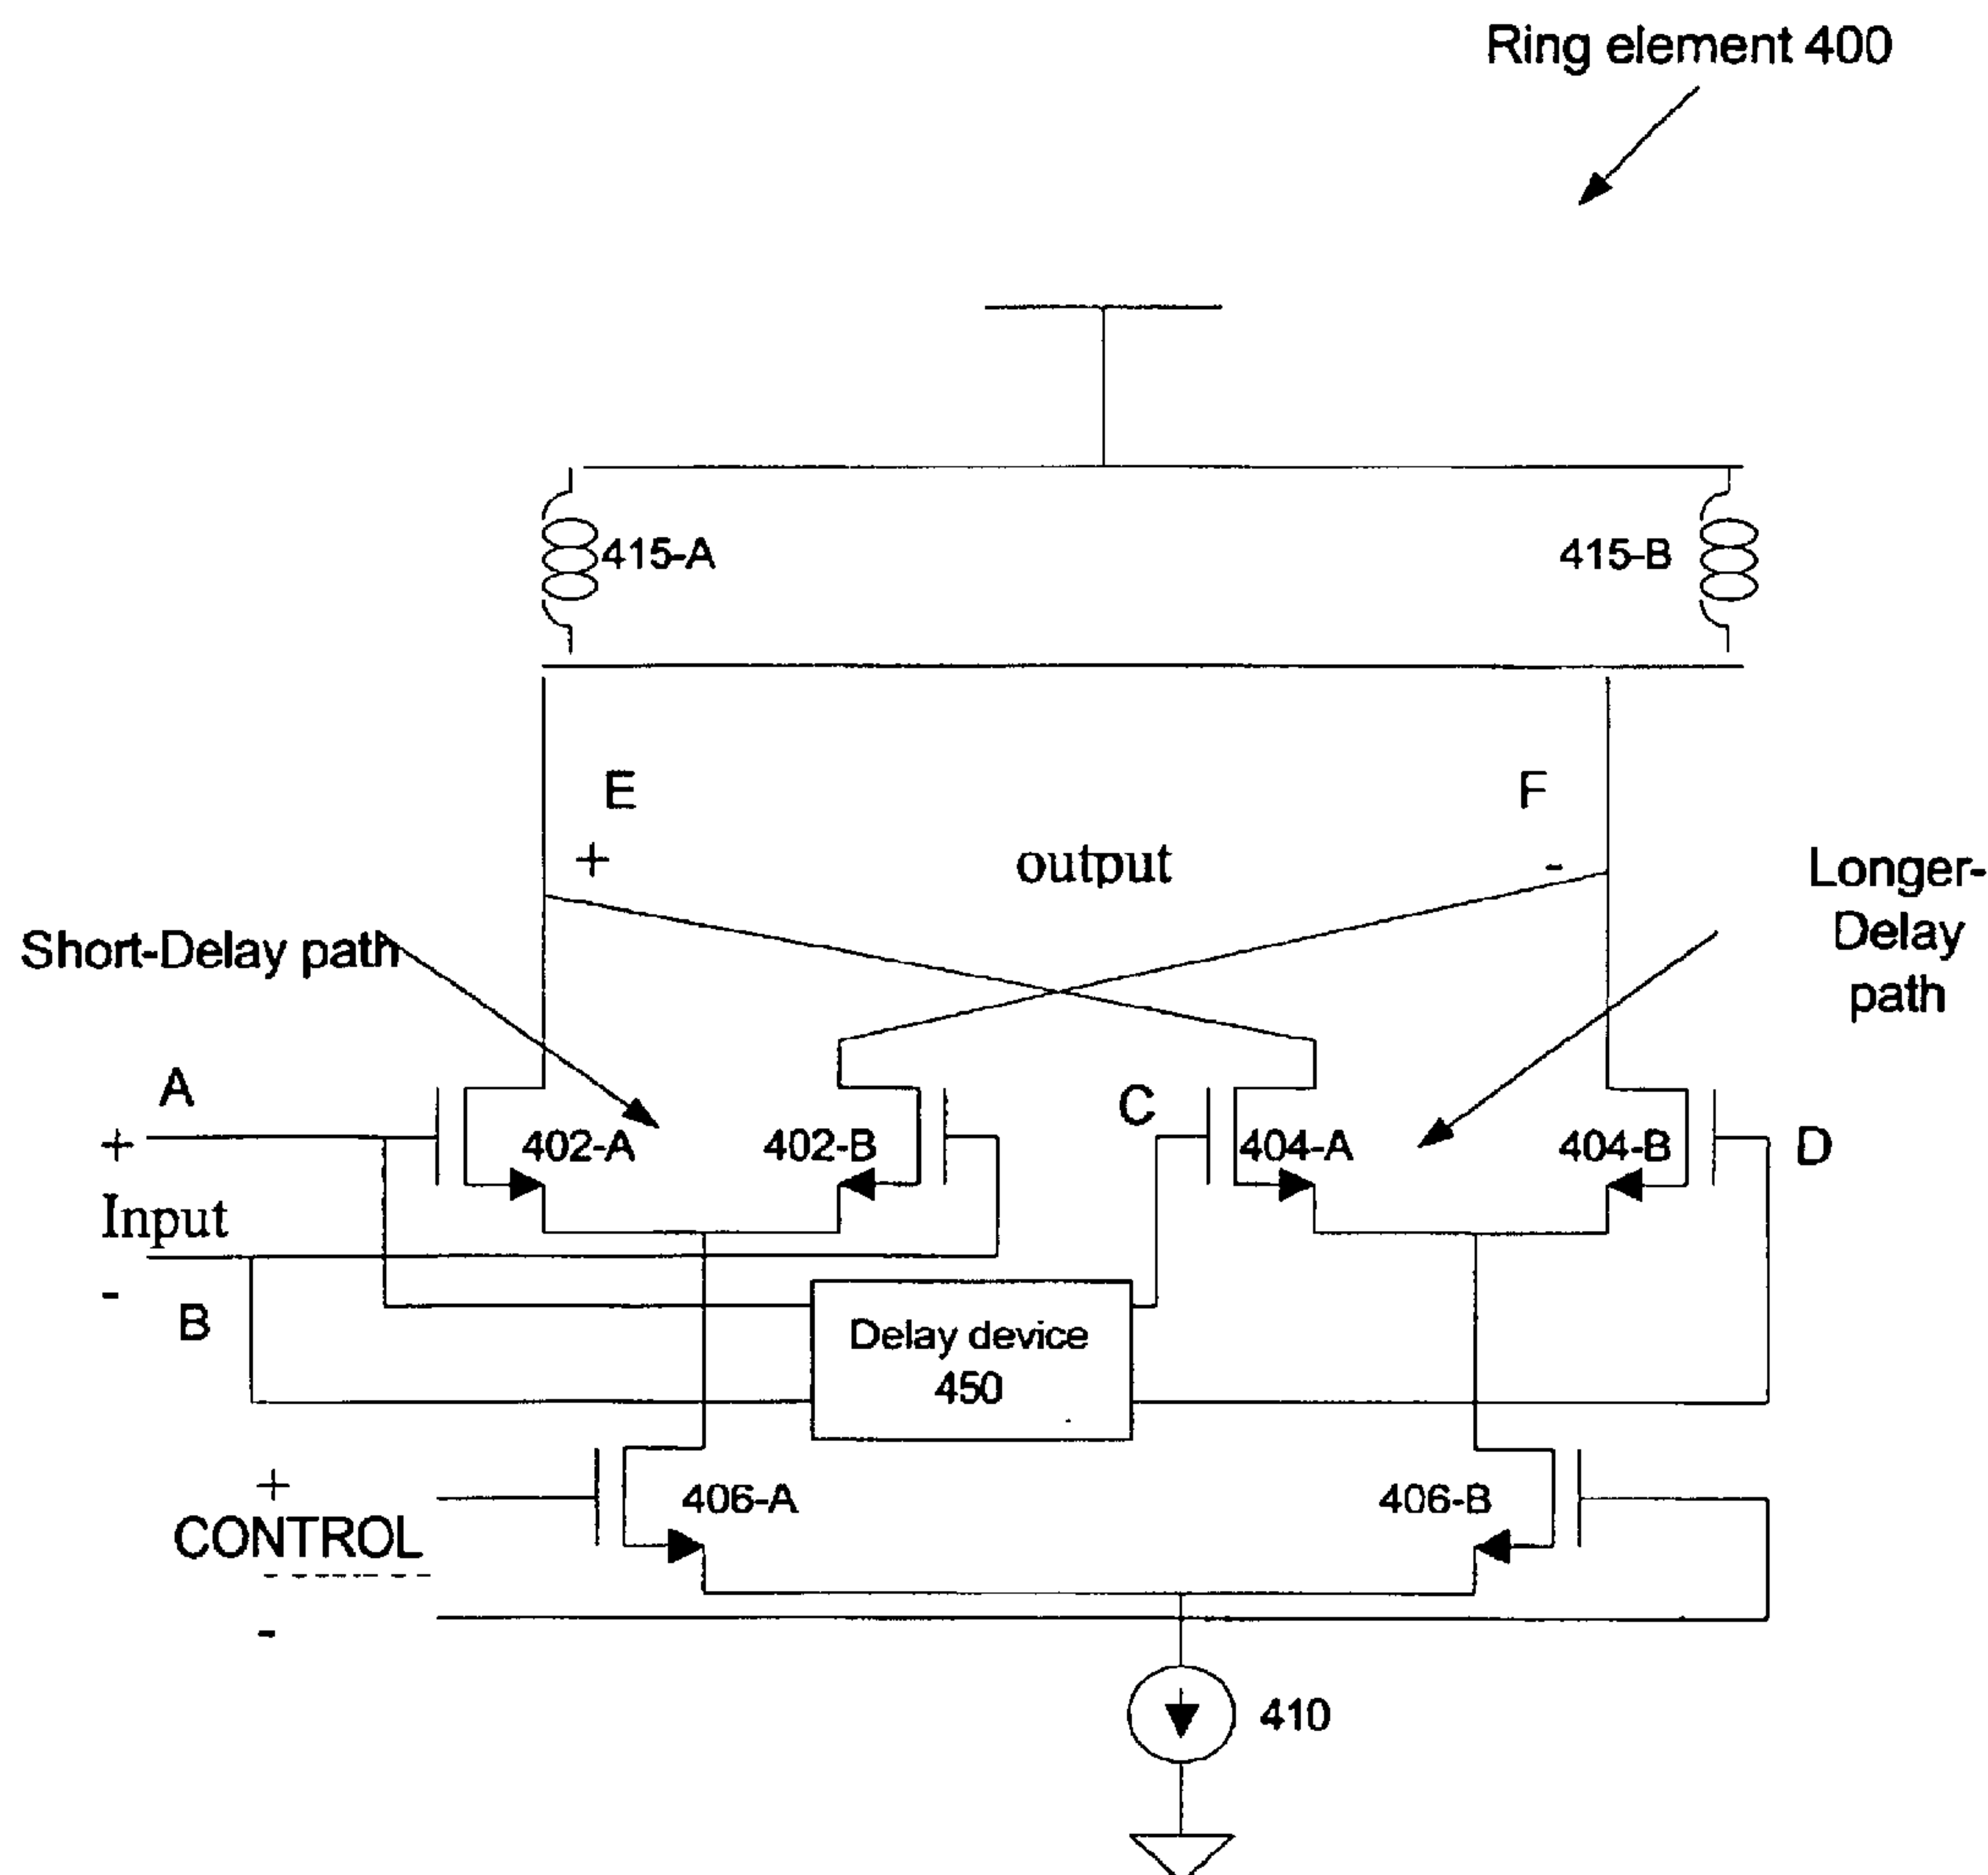 Ring element 400
415-A
415-B
E
F
+
output
-
Longer-
Delay
path
Short-Delay path
A
C
D
+
402-A
402-B
404-A
404-B
Input
-
B
Delay device
450
+
CONTROL
-
406-A
406-B
410